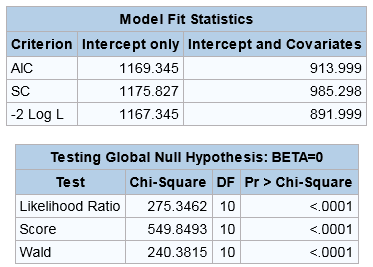 Model Fit Statistics
Criterion Intercept only Intercept and Covariates
AIC 1169.345 913.999
SC 1175.827 985.298
-2 Log L 1167.345 891.999
Testing Global Null Hypothesis: BETA=0
Test Chi-Square DF Pr > Chi-Square
Likelihood Ratio 275.3462 10 <.0001
Score 549.8493 10 <.0001
Wald 240.3815 10 <.0001